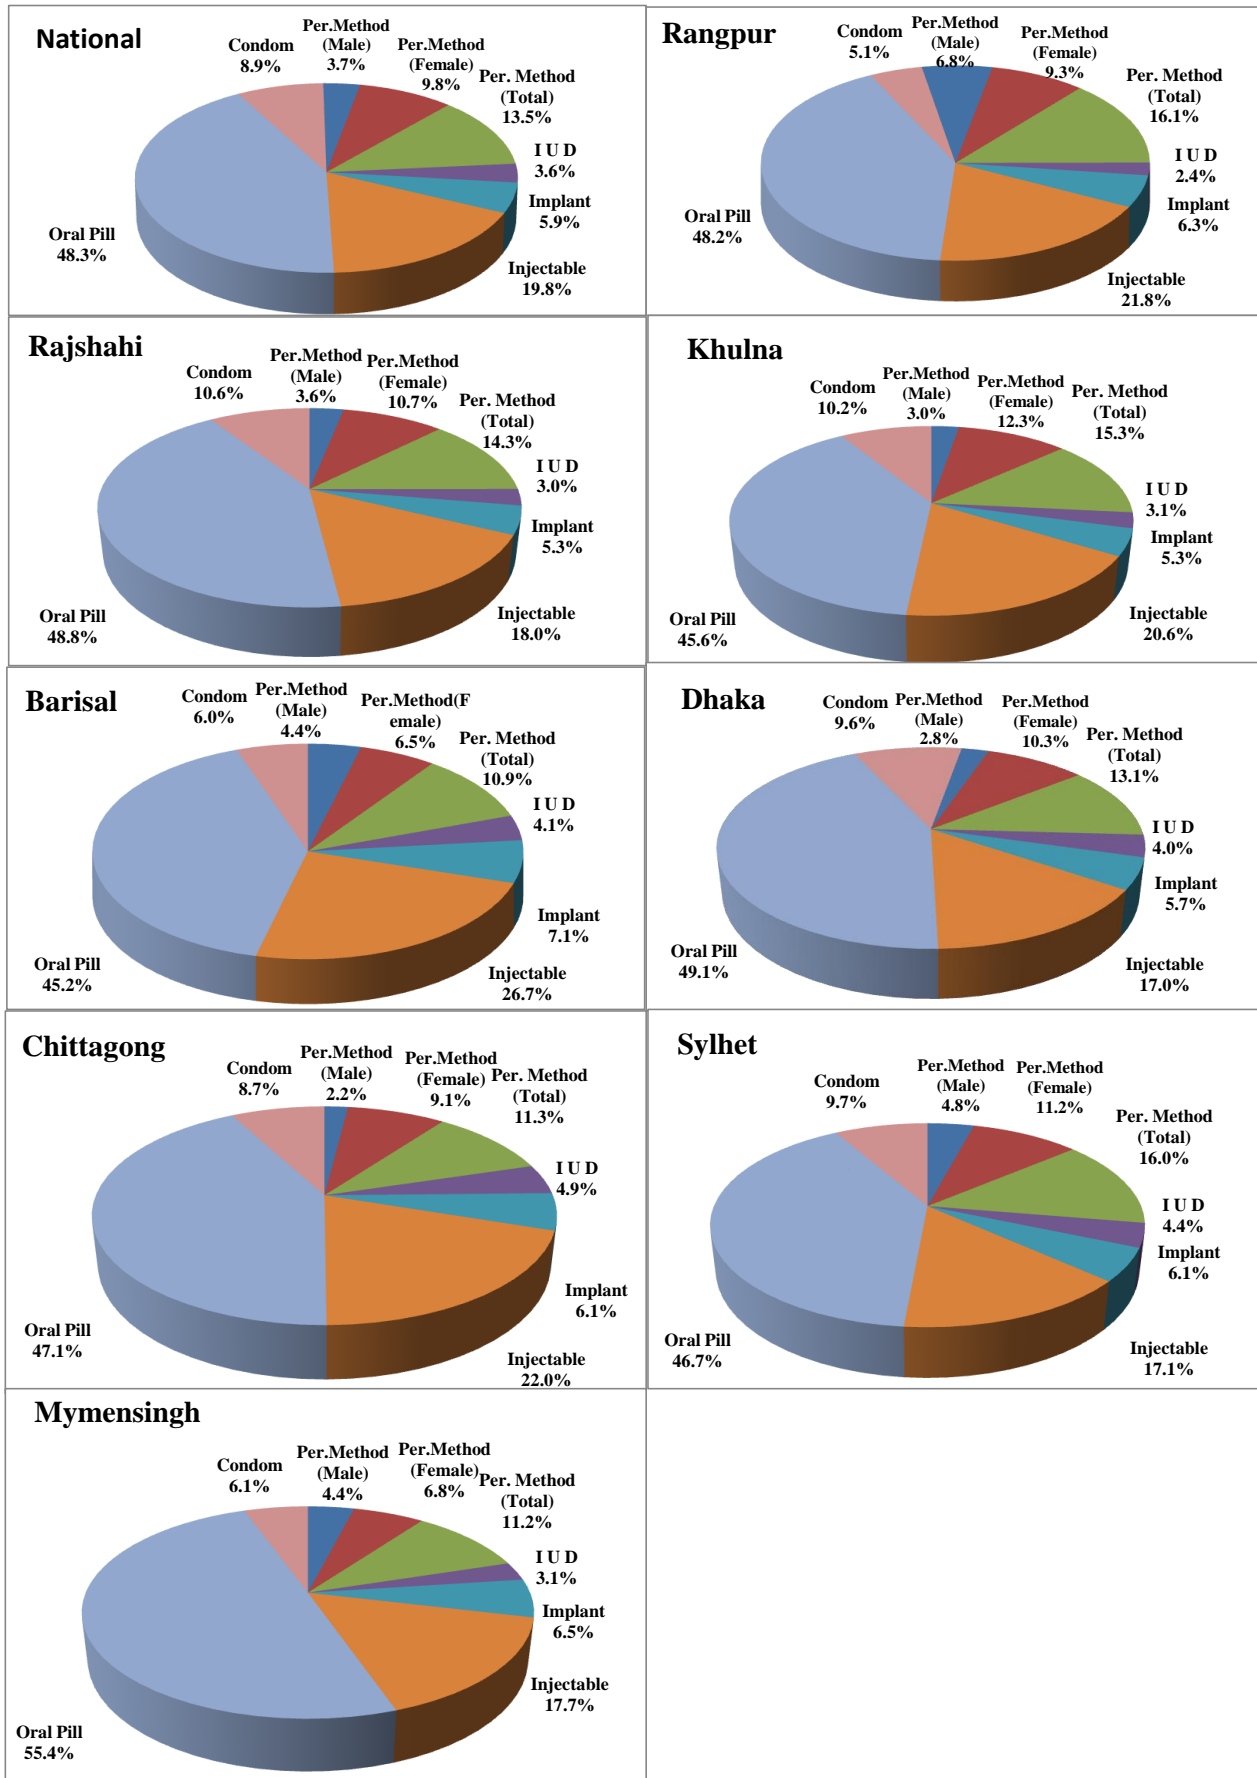 National
Condom
8.9%
Per.Method
(Male)
3.7%
Per.Method
(Female)
9.8%
Per. Method
(Total)
13.5%
I U D
3.6%
Implant
5.9%
Injectable
19.8%
Oral Pill
48.3%
Rangpur
Condom
5.1%
Per.Method
(Male)
6.8%
Per.Method
(Female)
9.3%
Per. Method
(Total)
16.1%
I U D
2.4%
Implant
6.3%
Injectable
21.8%
Oral Pill
48.2%
Rajshahi
Condom
10.6%
Per.Method
(Male)
3.6%
Per.Method
(Female)
10.7%
Per. Method
(Total)
14.3%
I U D
3.0%
Implant
5.3%
Injectable
18.0%
Oral Pill
48.8%
Khulna
Condom
10.2%
Per.Method
(Male)
3.0%
Per.Method
(Female)
12.3%
Per. Method
(Total)
15.3%
I U D
3.1%
Implant
5.3%
Injectable
20.6%
Oral Pill
45.6%
Barisal
Condom
6.0%
Per.Method
(Male)
4.4%
Per.Method(F
emale)
6.5%
Per. Method
(Total)
10.9%
I U D
4.1%
Implant
7.1%
Injectable
26.7%
Oral Pill
45.2%
Dhaka
Condom
9.6%
Per.Method
(Male)
2.8%
Per.Method
(Female)
10.3%
Per. Method
(Total)
13.1%
I U D
4.0%
Implant
5.7%
Injectable
17.0%
Oral Pill
49.1%
Chittagong
Condom
8.7%
Per.Method
(Male)
2.2%
Per.Method
(Female)
9.1%
Per. Method
(Total)
11.3%
I U D
4.9%
Implant
6.1%
Injectable
22.0%
Oral Pill
47.1%
Sylhet
Condom
9.7%
Per.Method
(Male)
4.8%
Per.Method
(Female)
11.2%
Per. Method
(Total)
16.0%
I U D
4.4%
Implant
6.1%
Injectable
17.1%
Oral Pill
46.7%
Mymensingh
Condom
6.1%
Per.Method
(Male)
4.4%
Per.Method
(Female)
6.8%
Per. Method
(Total)
11.2%
I U D
3.1%
Implant
6.5%
Injectable
17.7%
Oral Pill
55.4%